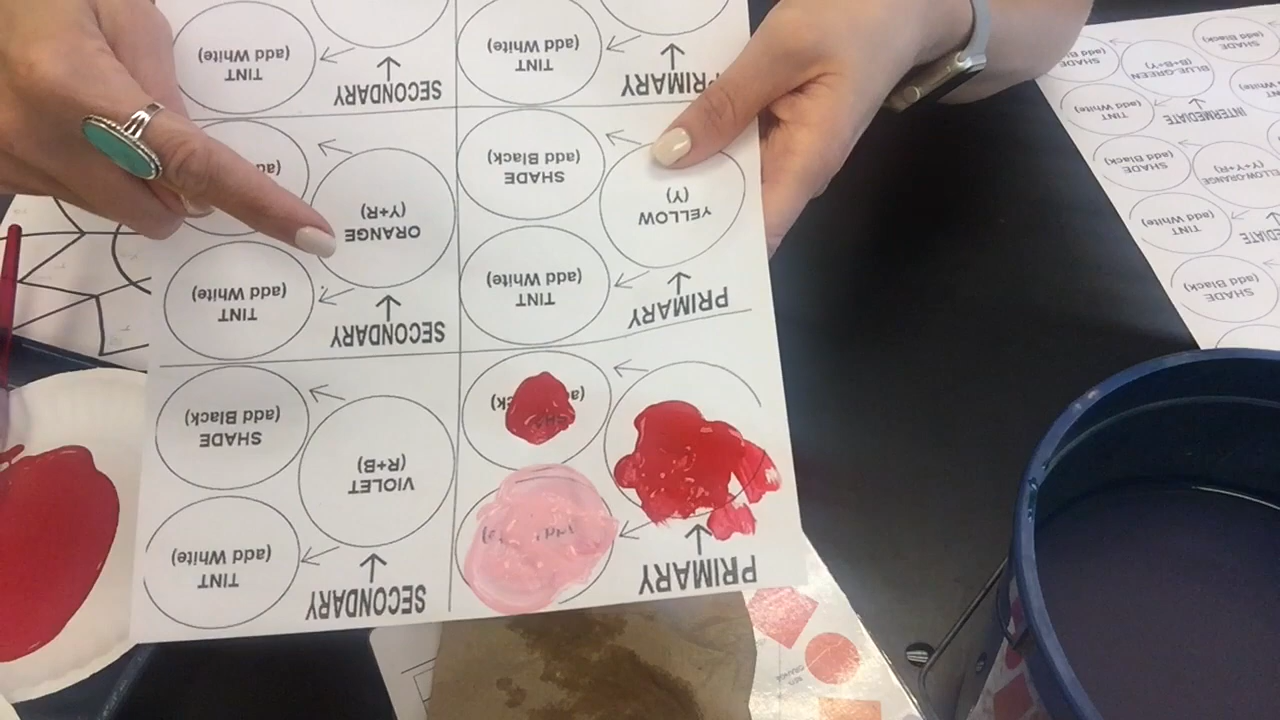 PRIMARY
SECONDARY
TINT
(add White)
VIOLET
(R+B)
SHADE
(add Black)
PRIMARY
TINT
(add White)
YELLOW
(Y)
SHADE
(add Black)
SECONDARY
TINT
(add White)
ORANGE
(Y+R)
PRIMARY
TINT
(add White)
SECONDARY
TINT
(add White)
SHADE
(add Black)
TINT
(add White)
(Y+Y+R)
SHADE
(add Black)
INTERMEDIATE
TINT
(add White)
BLUE-GREEN
(B+B+Y)
SHADE
(add Black)